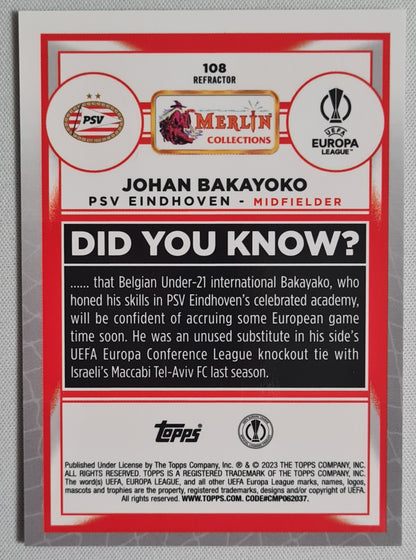 108
REFRACTOR
PSV
MERLIN
COLLECTIONS
UEFA
EUROPA
LEAGUE™
JOHAN BAKAYOKO
PSV EINDHOVEN - MIDFIELDER
DID YOU KNOW?
...... that Belgian Under-21 international Bakayako, who
honed his skills in PSV Eindhoven's celebrated academy,
will be confident of accruing some European game
time soon. He was an unused substitute in his side's
UEFA Europa Conference League knockout tie with
Israeli's Maccabi Tel-Aviv FC last season.
Topps
Published Under License by The Topps Company, Inc. ® & © 2023 THE TOPPS COMPANY, INC.
ALL RIGHTS RESERVED. TOPPS IS A REGISTERED TRADEMARK OF THE TOPPS COMPANY, INC.
The word(s) UEFA, EUROPA LEAGUE, and all other UEFA Europa League marks, names, logos,
mascots and trophies are the property, registered trademarks, designs and/or copyright of UEFA.
All rights reserved. WWW.TOPPS.COM. CODE#CMP062037.